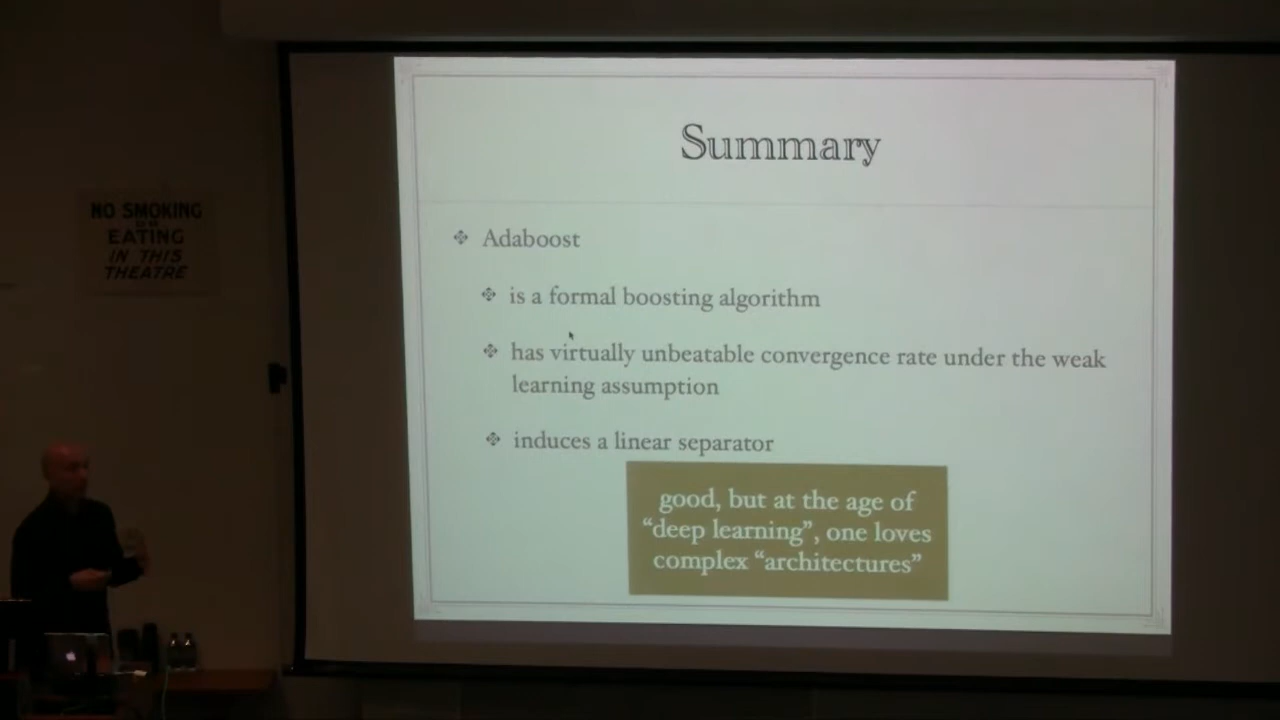 Summary
Adaboost
is a formal boosting algorithm
has virtually unbeatable convergence rate under the weak
learning assumption
induces a linear separator
good, but at the age of
“deep learning”, one loves
complex “architectures”
NO SMOKING
OR
EATING
IN THIS
THEATRE